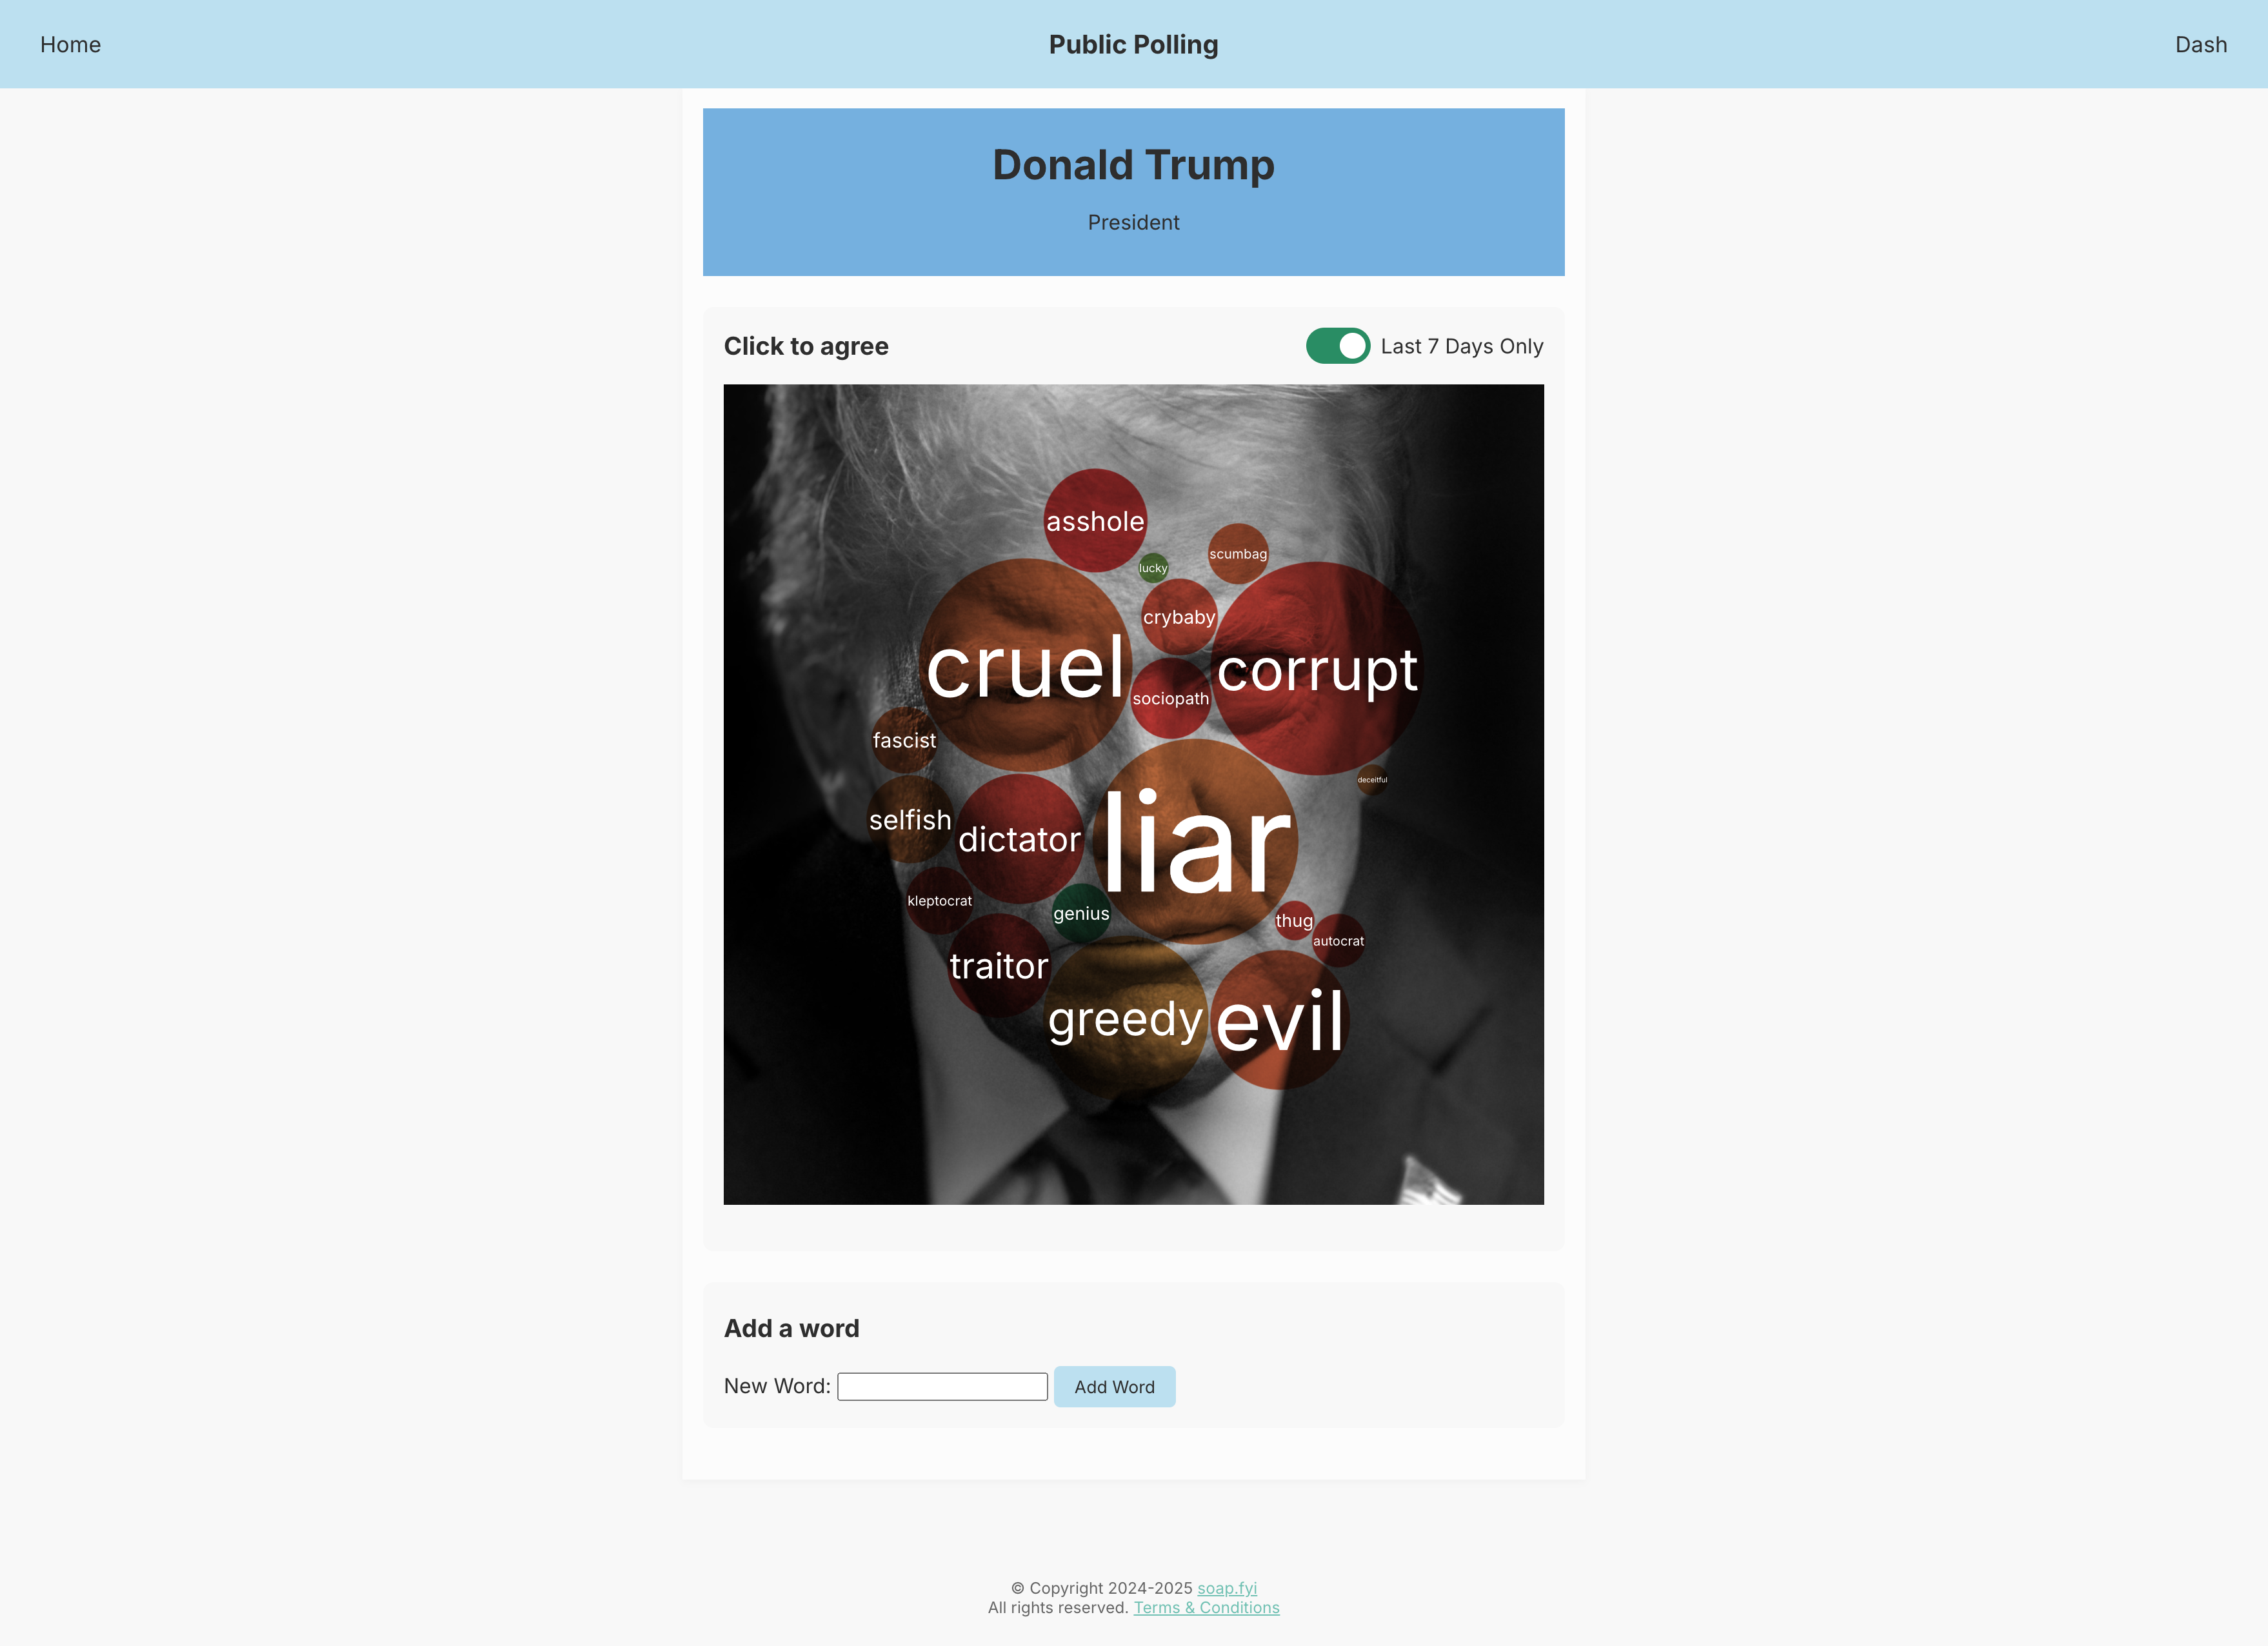 Home
Public Polling
Dash
Donald Trump
President
Click to agree
Last 7 Days Only
asshole
scumbag
lucky
crybaby
cruel
corrupt
sociopath
fascist
deceitful
selfish
dictator
liar
kleptocrat
genius
thug
autocrat
traitor
greedy
evil
Add a word
New Word:
Add Word
© Copyright 2024-2025 soap.fyi
All rights reserved. Terms & Conditions